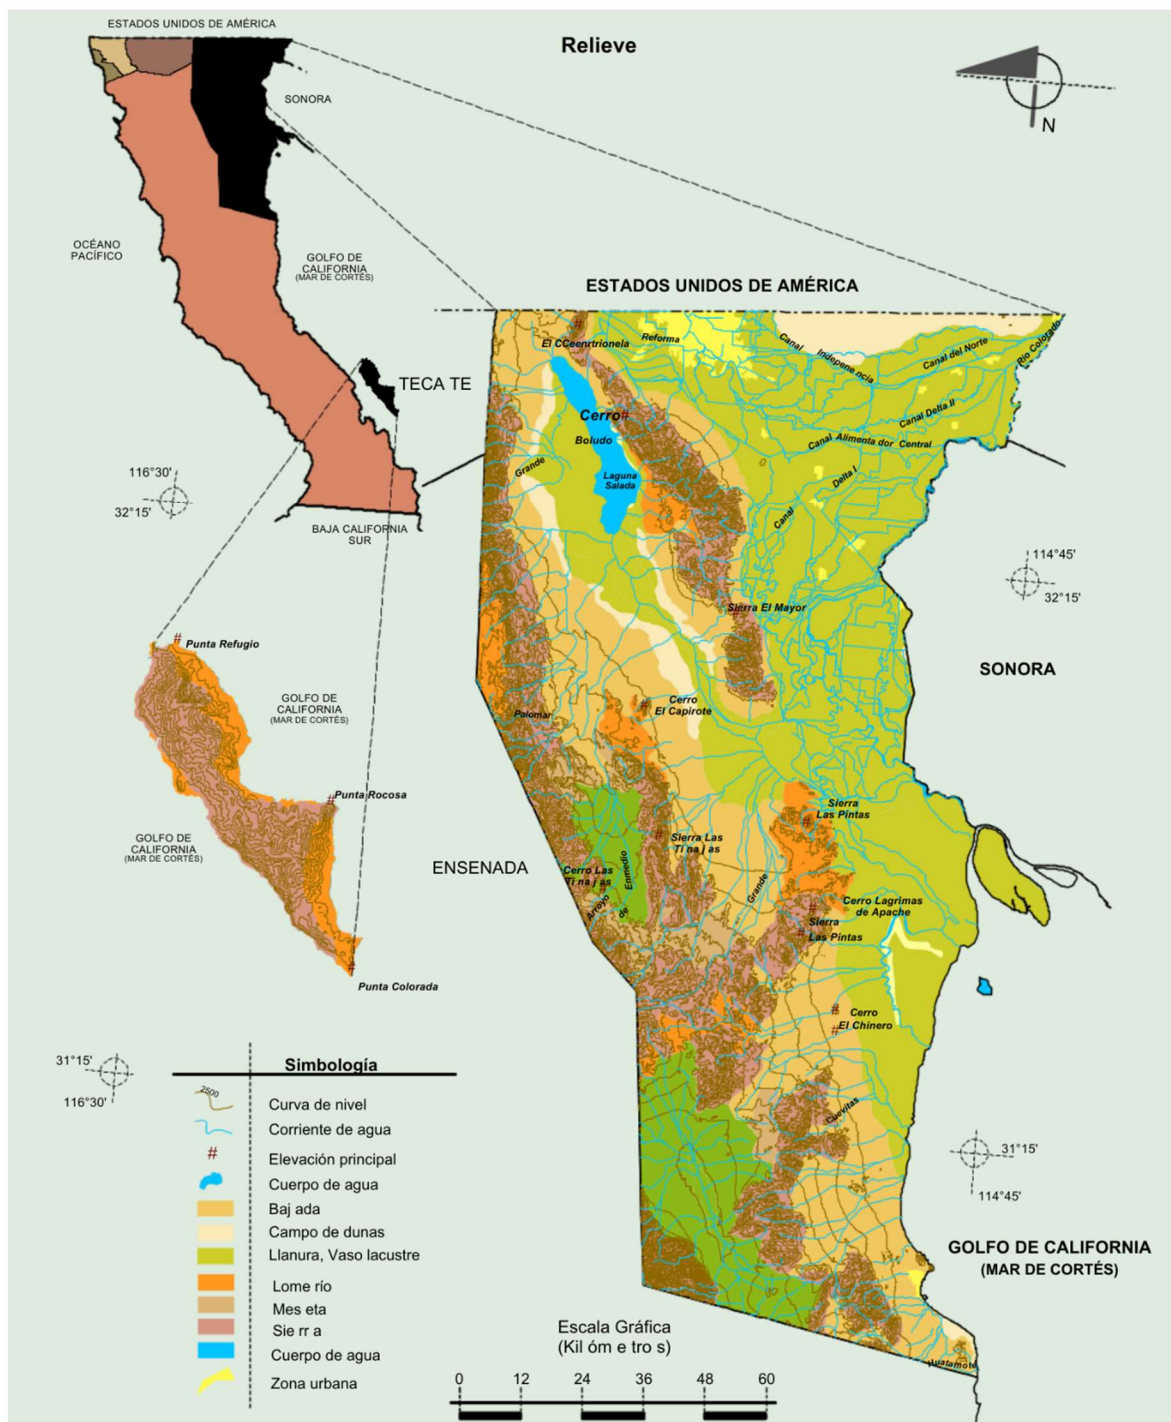 ESTADOS UNIDOS DE AMÉRICA
Relieve
SONORA
N
OCÉANO
PACÍFICO
GOLFO DE
CALIFORNIA
(MAR DE CORTÉS)
ESTADOS UNIDOS DE AMÉRICA
TECA TE
116°30'
32°15'
BAJA CALIFORNIA
SUR
El CCeenrtrionela
Reforma
Canal
Independencia
Canal del Norte
Rio Colorado
Cerro
Boludo
Canal Delta II
Canal Alimenta dor Central
Grande
Laguna
Salada
Canal
Delta I
114°45'
32°15'
Sierra El Mayor
SONORA
Punta Refugio
GOLFO DE
CALIFORNIA
(MAR DE CORTÉS)
Cerro
El Capirote
Palomar
Punta Rocosa
Sierra
Las Pintas
GOLFO DE
CALIFORNIA
(MAR DE CORTÉS)
ENSENADA
Sierra Las
Ti na j as
Cerro Las
Ti na j as
Enmedio
Arroyo
de
Grande
Cerro Lagrimas
de Apache
Sierra
Las Pintas
Punta Colorada
Cerro
El Chinero
31°15'
116°30'
Simbología
2500
Curva de nivel
Corriente de agua
# Elevación principal
Cuerpo de agua
Baj ada
Campo de dunas
Llanura, Vaso lacustre
Lome río
Mes eta
Sie rr a
Cuerpo de agua
Zona urbana
Cuevitas
31°15'
114°45'
GOLFO DE CALIFORNIA
(MAR DE CORTÉS)
Huatamote
Escala Gráfica
(Kil óm e tro s)
0 12 24 36 48 60